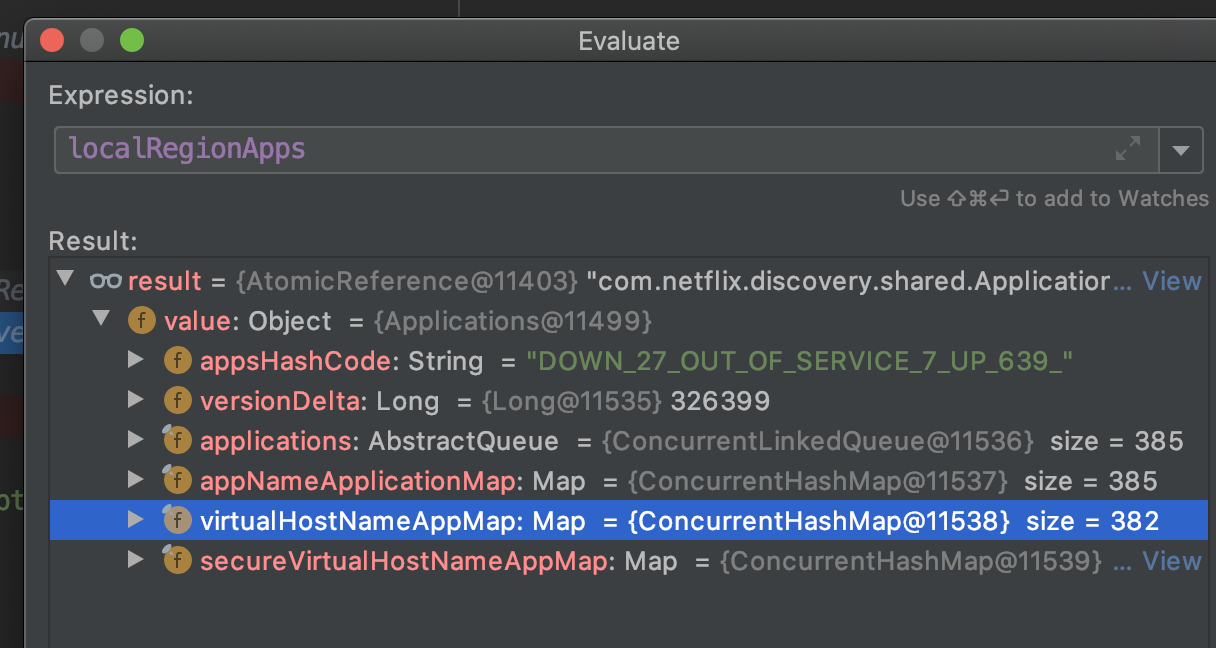 Evaluate
Expression:
localRegionApps
Use ⇧⌘⏎ to add to Watches
Result:
result = {AtomicReference@11403} "com.netflix.discovery.shared.Application... View
f value: Object = {Applications@11499}
f appsHashCode: String = "DOWN_27_OUT_OF_SERVICE_7_UP_639_"
f versionDelta: Long = {Long@11535} 326399
f applications: AbstractQueue = {ConcurrentLinkedQueue@11536} size = 385
f appNameApplicationMap: Map = {ConcurrentHashMap@11537} size = 385
f virtualHostNameAppMap: Map = {ConcurrentHashMap@11538} size = 382
f secureVirtualHostNameAppMap: Map = {ConcurrentHashMap@11539} ... View